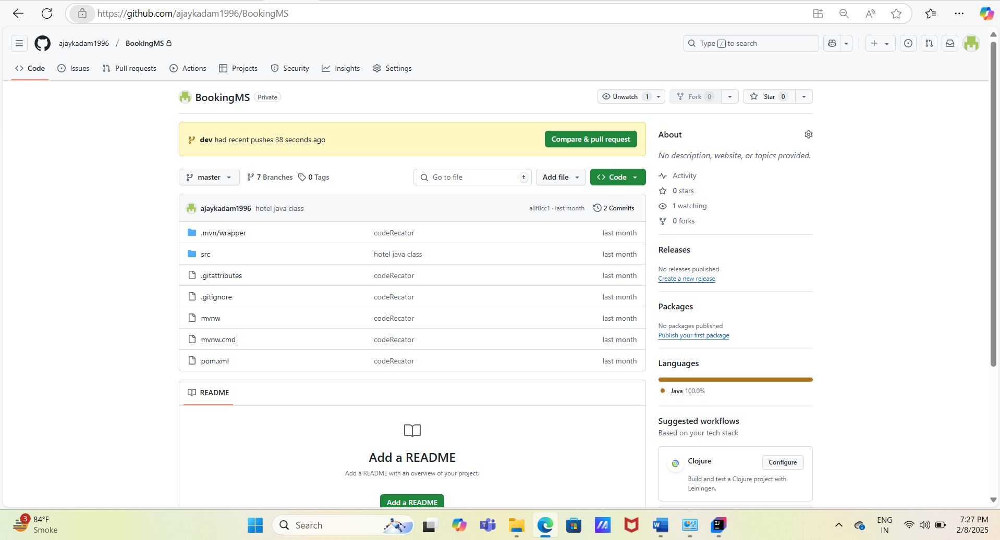 https://github.com/ajaykadam1996/BookingMS
ajaykadam1996 / BookingMS
Type / to search
Code Issues Pull requests Actions Projects Security Insights Settings
BookingMS Private
Unwatch 1 Fork 0 Star 0
dev had recent pushes 38 seconds ago
Compare & pull request
master 7 Branches 0 Tags
Go to file t Add file Code
ajaykadam1996 hotel java class a8f8cc1 · last month 2 Commits
.mvn/wrapper codeRecator last month
src hotel java class last month
.gitattributes codeRecator last month
.gitignore codeRecator last month
mvnw codeRecator last month
mvnw.cmd codeRecator last month
pom.xml codeRecator last month
README
Add a README
Add a README with an overview of your project.
Add a README
About
No description, website, or topics provided.
Activity
0 stars
1 watching
0 forks
Releases
No releases published
Create a new release
Packages
No packages published
Publish your first package
Languages
Java 100.0%
Suggested workflows
Based on your tech stack
Clojure
Configure
Build and test a Clojure project with
Leiningen.
3
84°F
Smoke
Search
ENG
IN
7:27 PM
2/8/2025